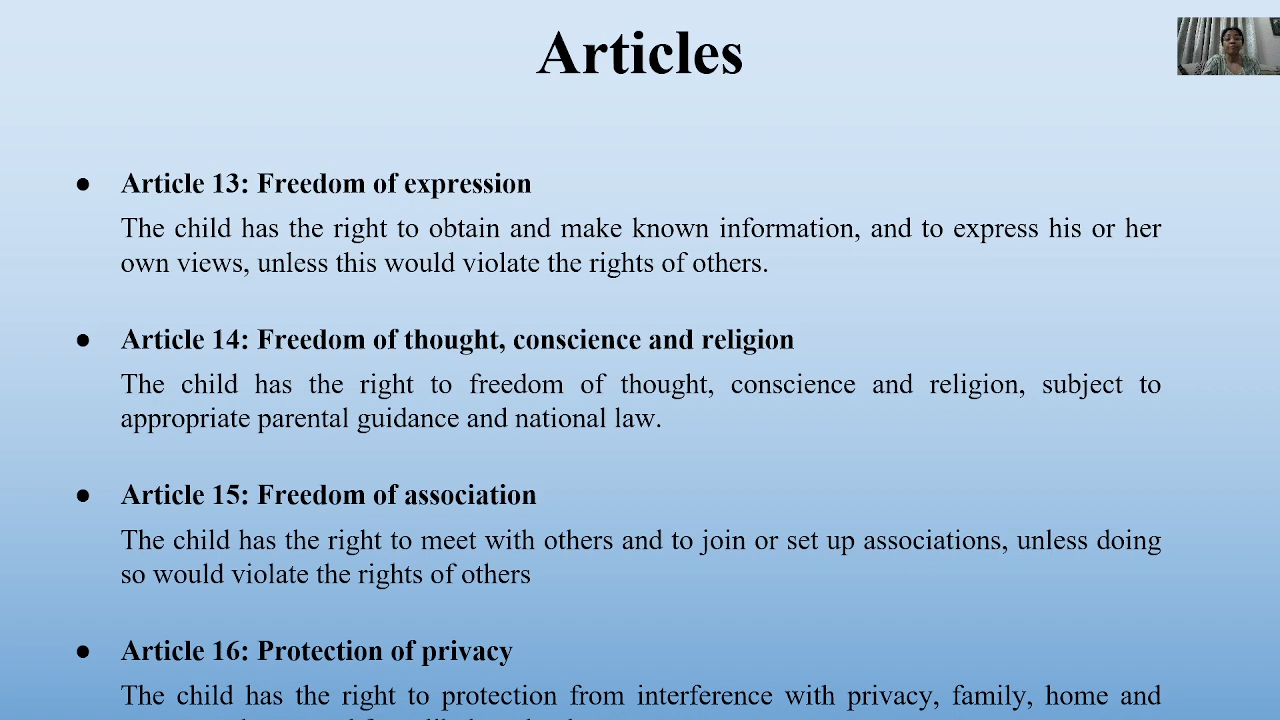 Articles
● Article 13: Freedom of expression
The child has the right to obtain and make known information, and to express his or her
own views, unless this would violate the rights of others.
● Article 14: Freedom of thought, conscience and religion
The child has the right to freedom of thought, conscience and religion, subject to
appropriate parental guidance and national law.
● Article 15: Freedom of association
The child has the right to meet with others and to join or set up associations, unless doing
so would violate the rights of others
● Article 16: Protection of privacy
The child has the right to protection from interference with privacy, family, home and